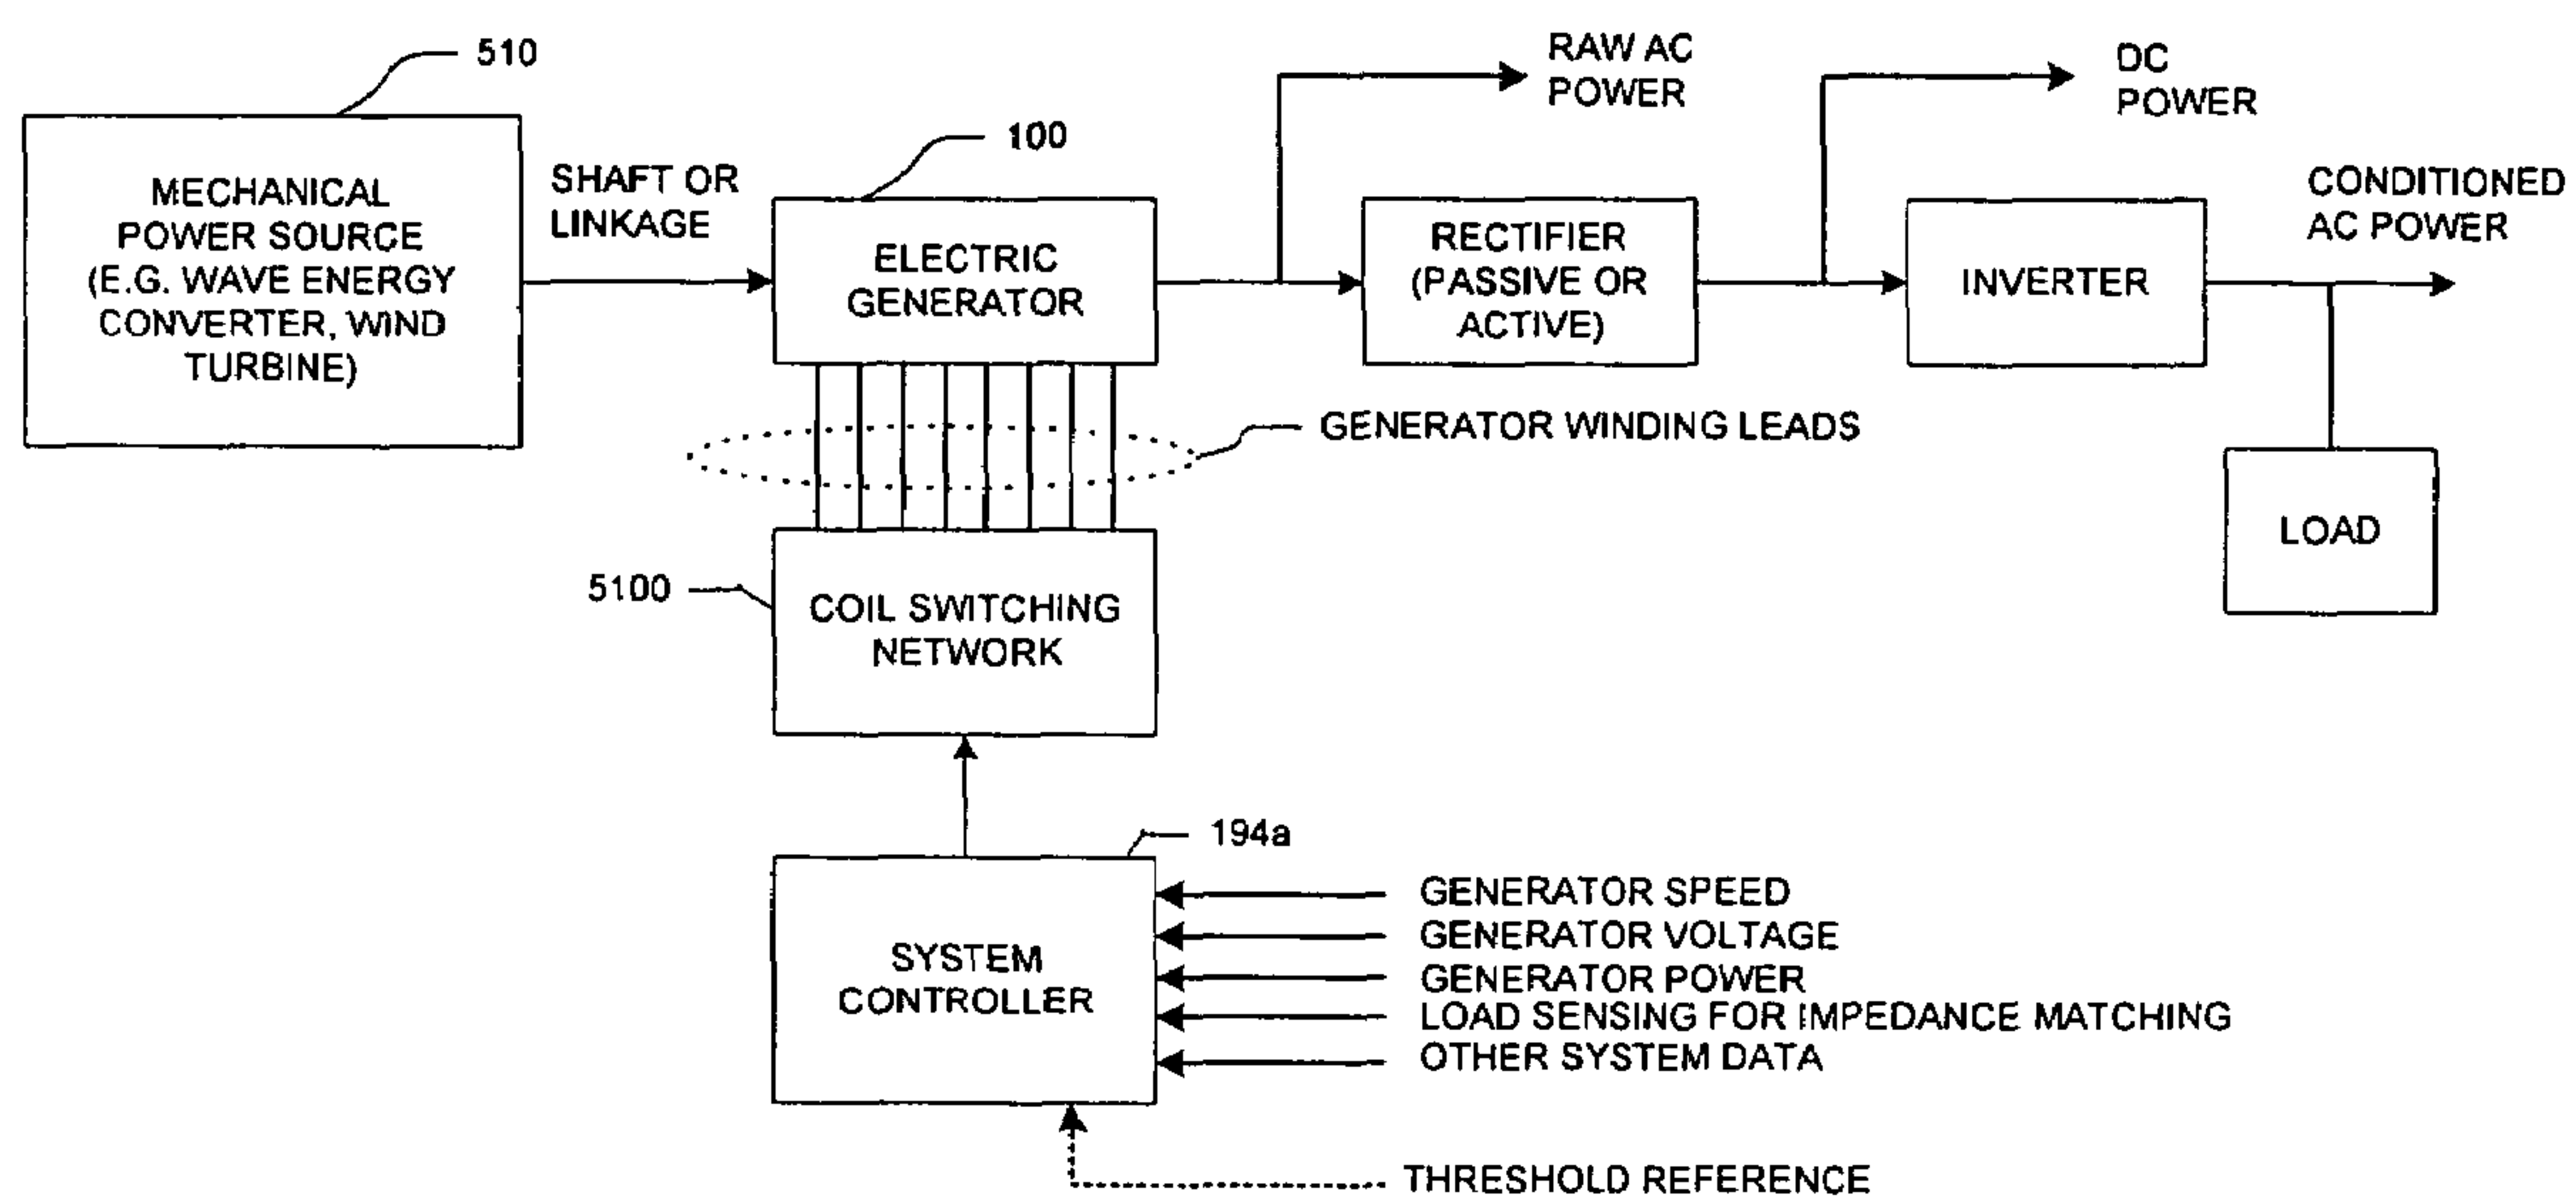 510
RAW AC
POWER
DC
POWER
100
MECHANICAL
POWER SOURCE
(E.G. WAVE ENERGY
CONVERTER, WIND
TURBINE)
SHAFT OR
LINKAGE
ELECTRIC
GENERATOR
RECTIFIER
(PASSIVE OR
ACTIVE)
INVERTER
CONDITIONED
AC POWER
GENERATOR WINDING LEADS
LOAD
5100
COIL SWITCHING
NETWORK
194a
SYSTEM
CONTROLLER
GENERATOR SPEED
GENERATOR VOLTAGE
GENERATOR POWER
LOAD SENSING FOR IMPEDANCE MATCHING
OTHER SYSTEM DATA
THRESHOLD REFERENCE